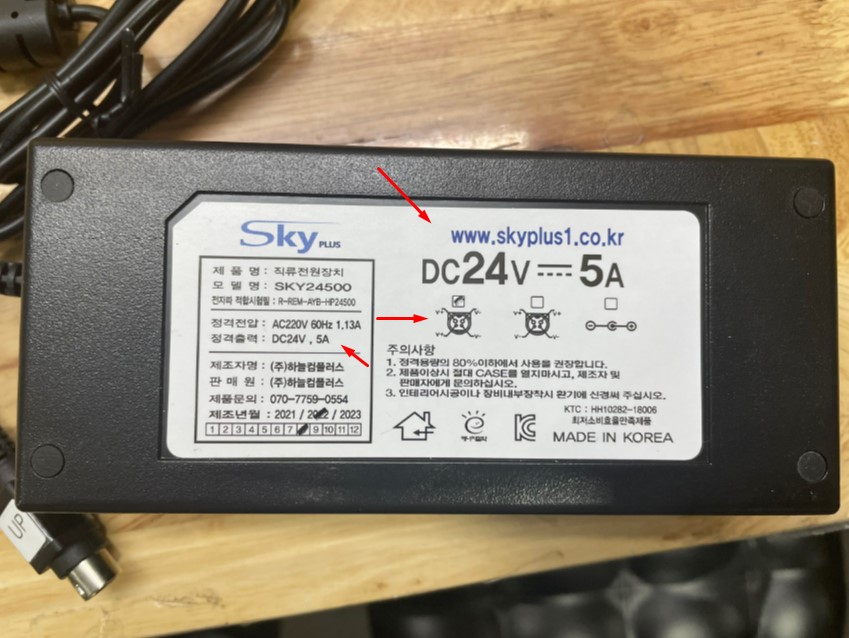 Sky PLUS
www.skyplus1.co.kr
DC24V 5A
제 품 명 : 직류전원장치
모 델 명 : SKY24500
전자파 적합시험필 : R-REM-AYB-HP24500
정격전압 : AC220V 60Hz 1.13A
정격출력 : DC24V , 5A
제조자명 : (주)하늘컴플러스
판 매 원 : (주)하늘컴플러스
제품문의 : 070-7759-0554
제조년월 : 2021 / 2022 / 2023
1 2 3 4 5 6 7 8 9 10 11 12
주의사항
1. 정격용량의 80%이하에서 사용을 권장합니다.
2. 제품이상시 절대 CASE를 열지마시고, 제조자 및
판매자에게 문의하십시오.
3. 인테리어시공이나 장비내부장착시 환기에 신경써 주십시오.
KTC : HH10282-18006
최저소비효율만족제품
MADE IN KOREA
UP